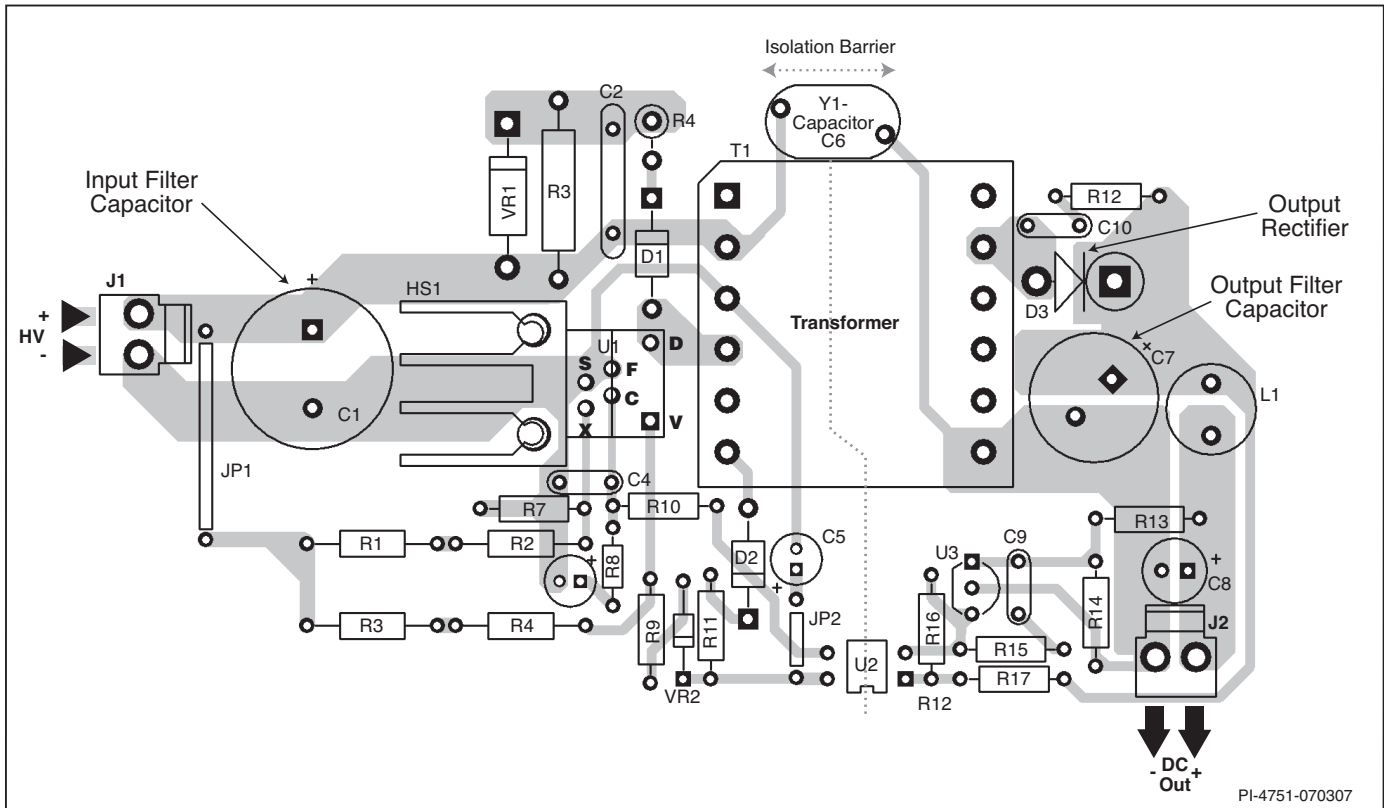 Isolation Barrier
Y1-
Capacitor
C6
C2
R4
T1
VR1
R3
Input Filter
Capacitor
R12
C10
Output
Rectifier
D1
J1
+
HS1
D3
Output Filter
Capacitor
+
HV
-
Transformer
U1
D
S
F
C
X
V
+
C7
C1
L1
JP1
C4
R7
R10
R13
R1
R2
+
R8
D2
C5
+
U3
C9
+
C8
R3
R4
R9
R11
JP2
R16
R14
J2
U2
R15
R17
VR2
R12
- DC +
Out
PI-4751-070307